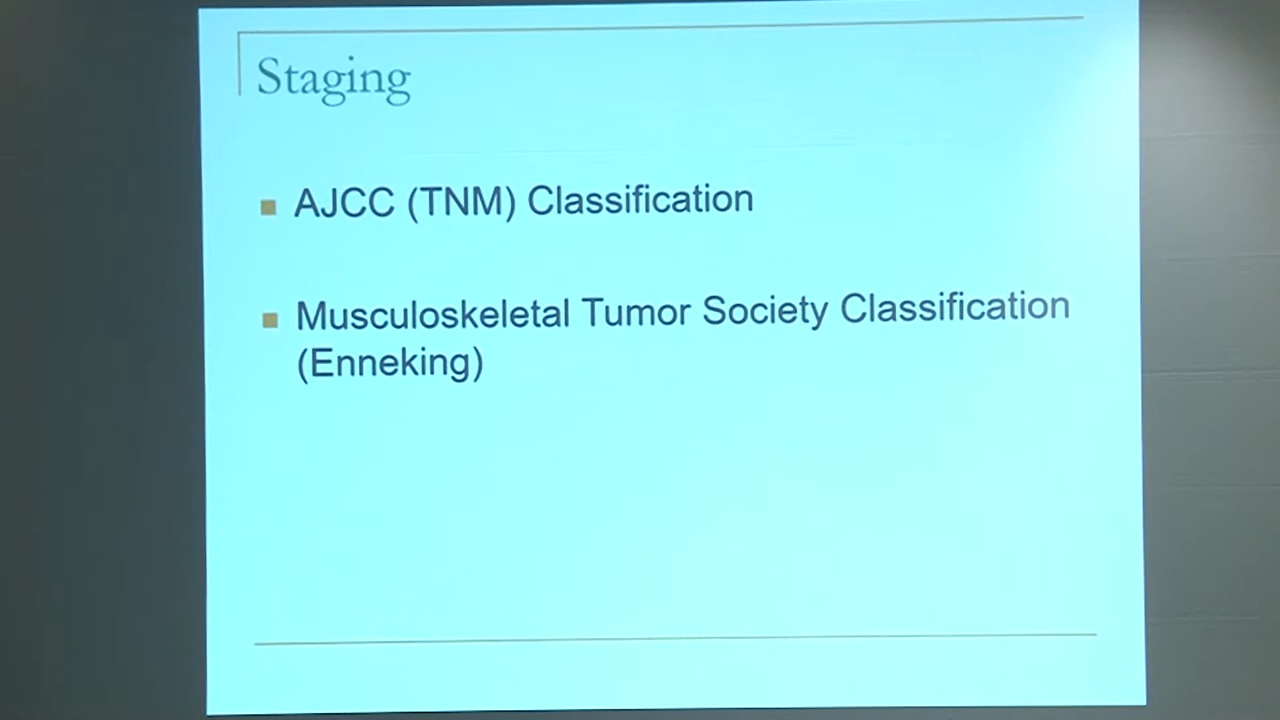 Staging
AJCC (TNM) Classification
Musculoskeletal Tumor Society Classification
(Enneking)